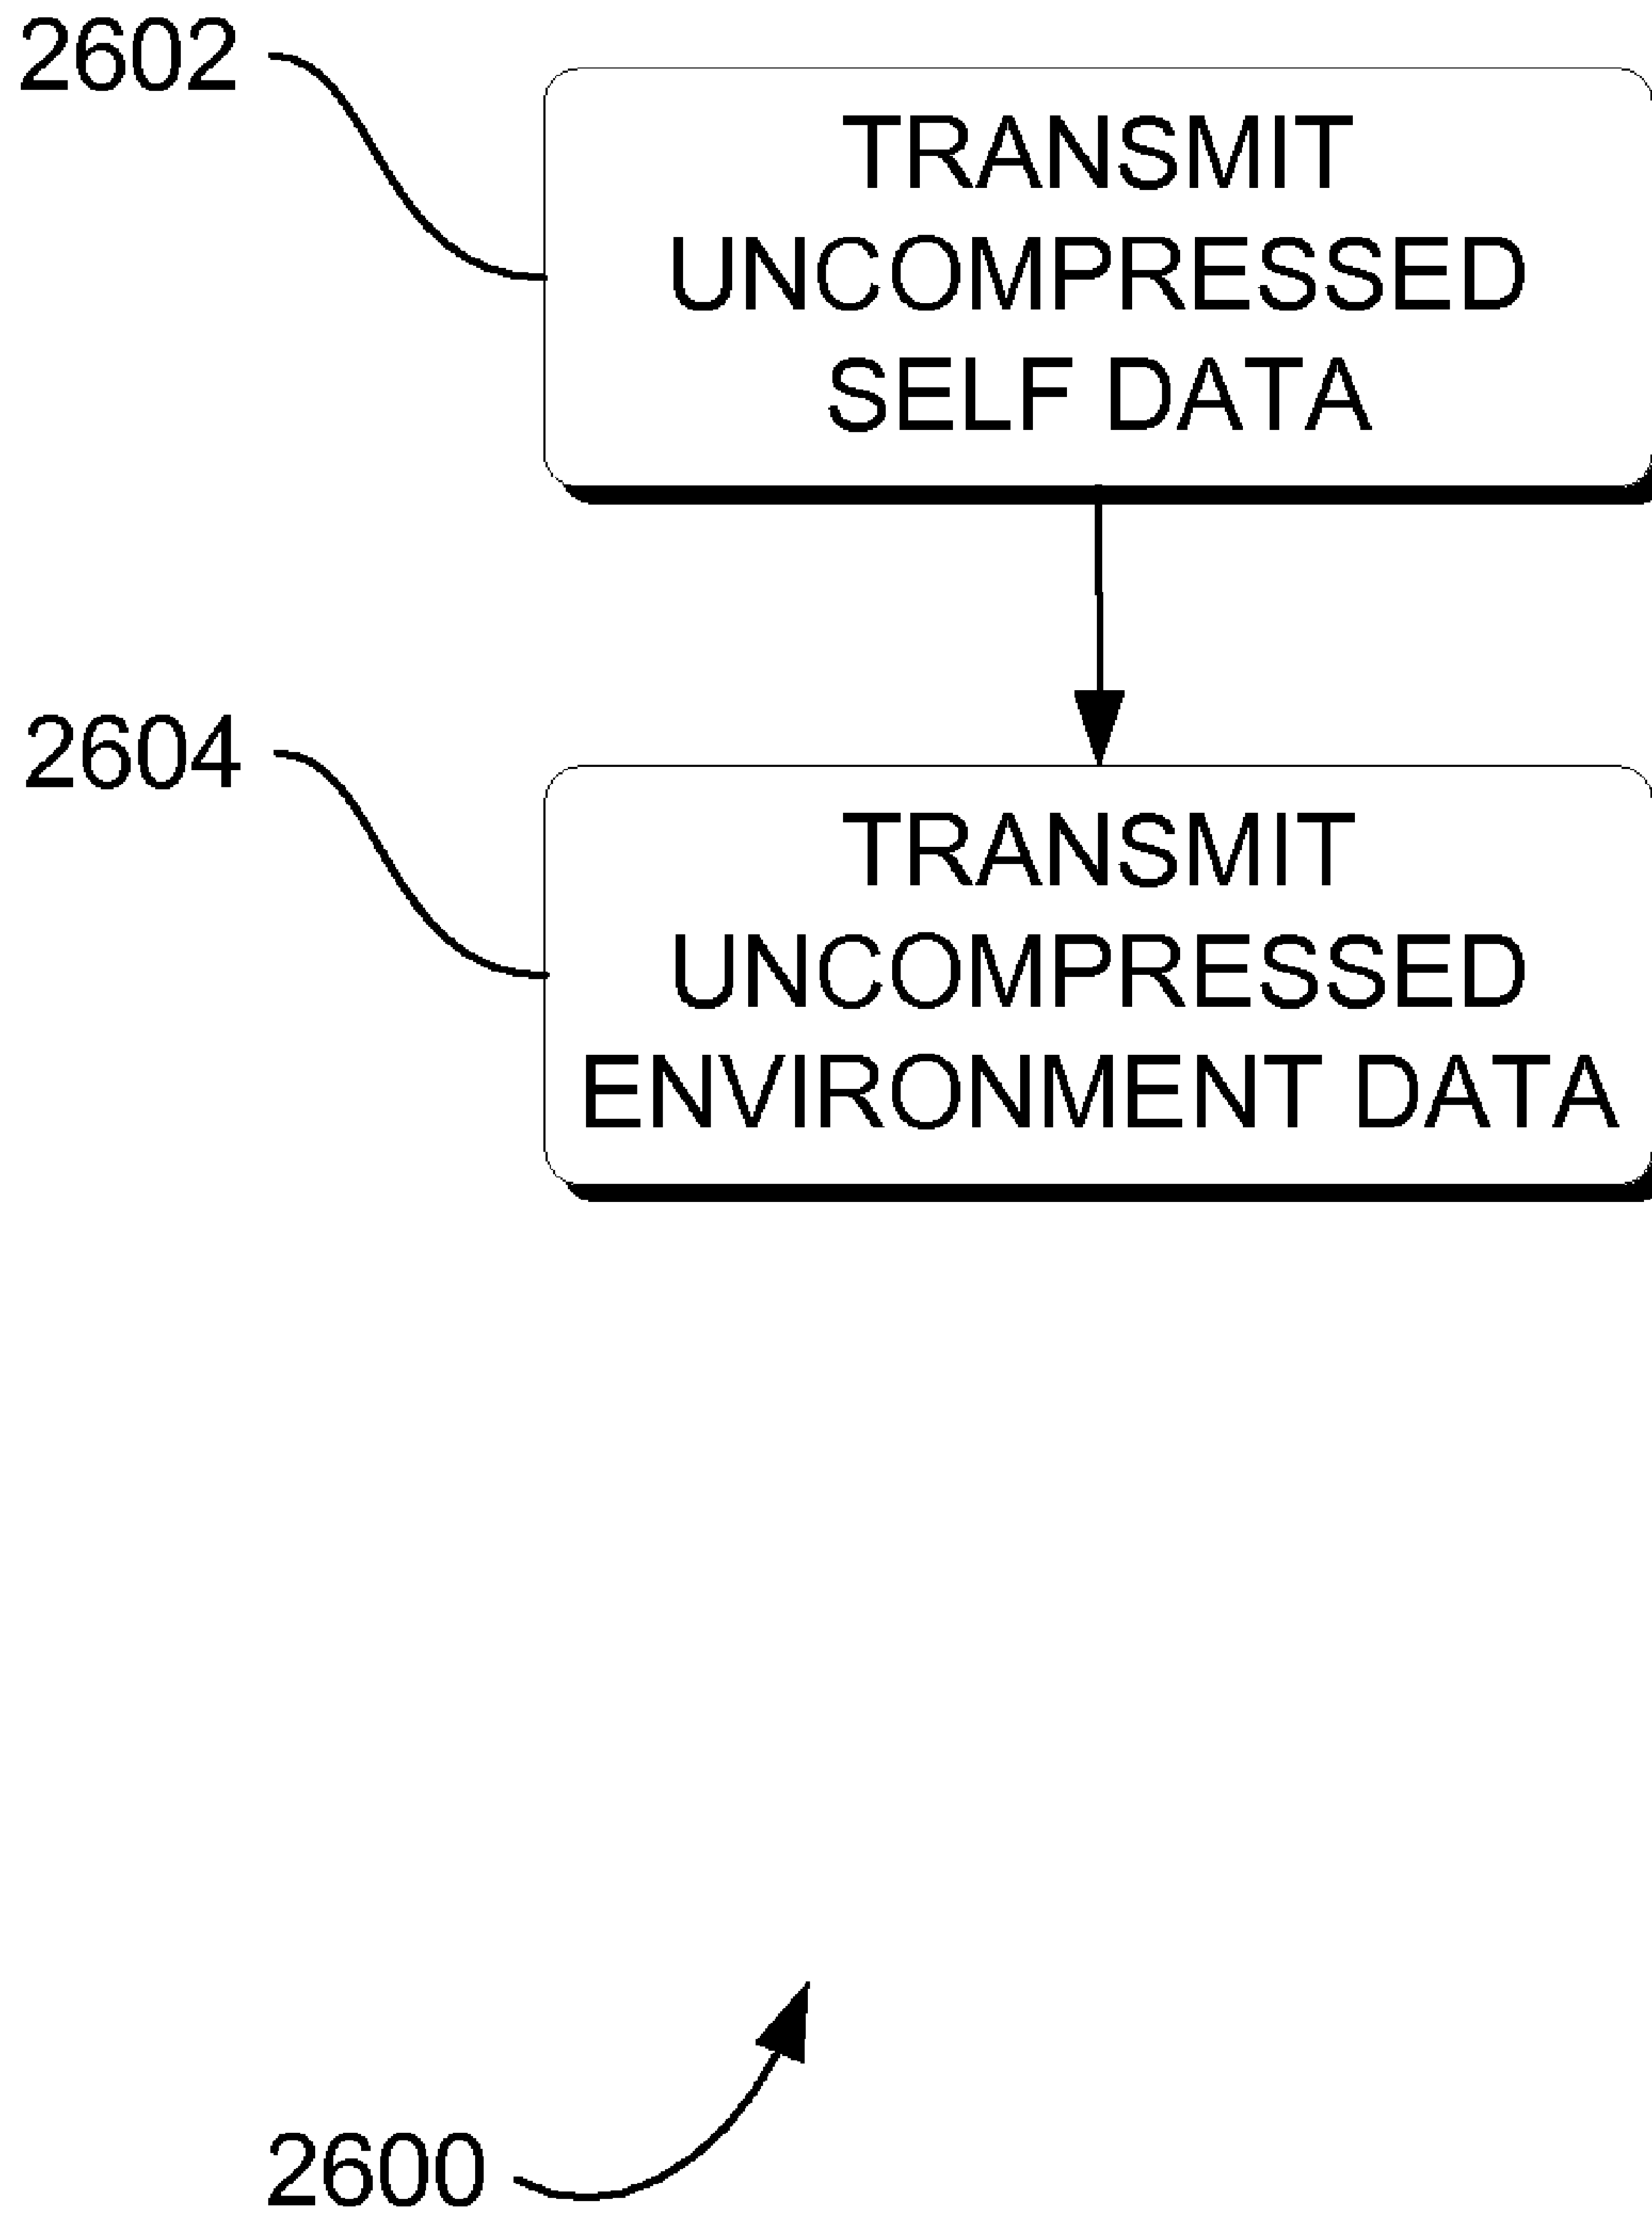 2602
TRANSMIT
UNCOMPRESSED
SELF DATA
2604
TRANSMIT
UNCOMPRESSED
ENVIRONMENT DATA
2600